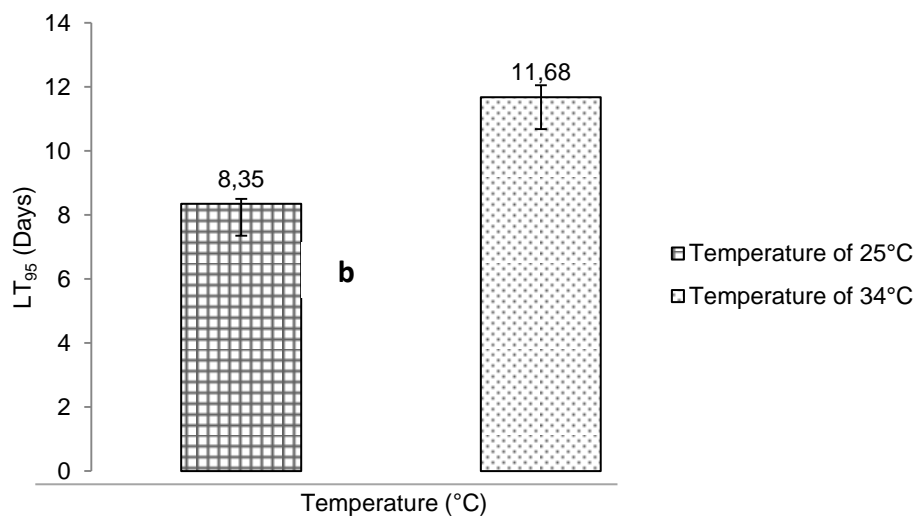 14
12
10
8
6
4
2
0
LT₉₅ (Days)
8,35
11,68
b
Temperature (°C)
Temperature of 25°C
Temperature of 34°C